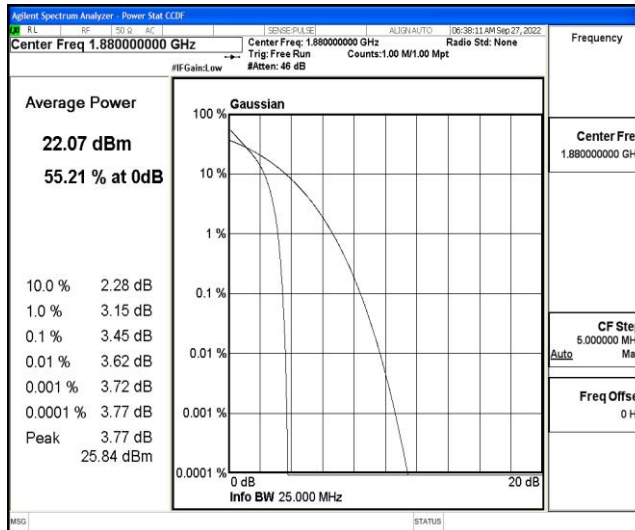 Agilent Spectrum Analyzer - Power Stat CCDF
RL RF 50 Ω AC SENSE:PULSE ALIGN AUTO 06:38:11 AM Sep 27, 2022
Center Freq 1.880000000 GHz
Center Freq: 1.880000000 GHz Radio Std: None
Trig: Free Run Counts:1.00 M/1.00 Mpt
#IFGain:Low #Atten: 46 dB
Frequency
Average Power
22.07 dBm
55.21 % at 0dB
10.0 % 2.28 dB
1.0 % 3.15 dB
0.1 % 3.45 dB
0.01 % 3.62 dB
0.001 % 3.72 dB
0.0001 % 3.77 dB
Peak 3.77 dB
25.84 dBm
Gaussian
100 %
10 %
1 %
0.1 %
0.01 %
0.001 %
0.0001 %
0 dB 20 dB
Info BW 25.000 MHz
Center Fre
1.880000000 GH
CF Ste
5.000000 MH
Auto Ma
Freq Offse
0 H
MSG STATUS